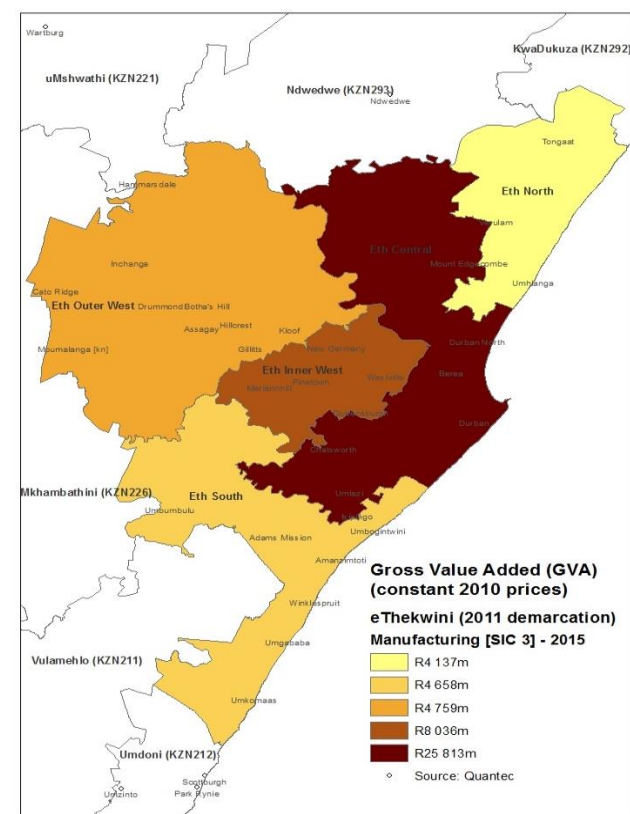 Wartburg
KwaDukuza (KZN292)
uMshwathi (KZN221)
Ndwedwe (KZN293)
Ndwedwe
Tongaat
Hammarsdale
Eth North
Eth Central
Inchanga
Mount Edgecombe
Umhlanga
Cato Ridge
Eth Outer West
Drummond
Botha's Hill
Hillcrest
Assagay
Kloof
Moumalanga [kn]
Gillitts
New Germany
Durban North
Eth Inner West
Westville
Berea
Pinetown
Mariannhill
Queensburgh
Durban
Chatsworth
Mkhambathini (KZN226)
Eth South
Umlazi
Umbumbulu
Isipingo
Umbogintwini
Adams Mission
Amanzimtoti
Winklespruit
Umgababa
Vulamehlo (KZN211)
Umkomaas
Umdoni (KZN212)
Scottburgh
Park Rynie
Umzinto
Gross Value Added (GVA)
(constant 2010 prices)
eThekwini (2011 demarcation)
Manufacturing [SIC 3] - 2015
R4 137m
R4 658m
R4 759m
R8 036m
R25 813m
Source: Quantec